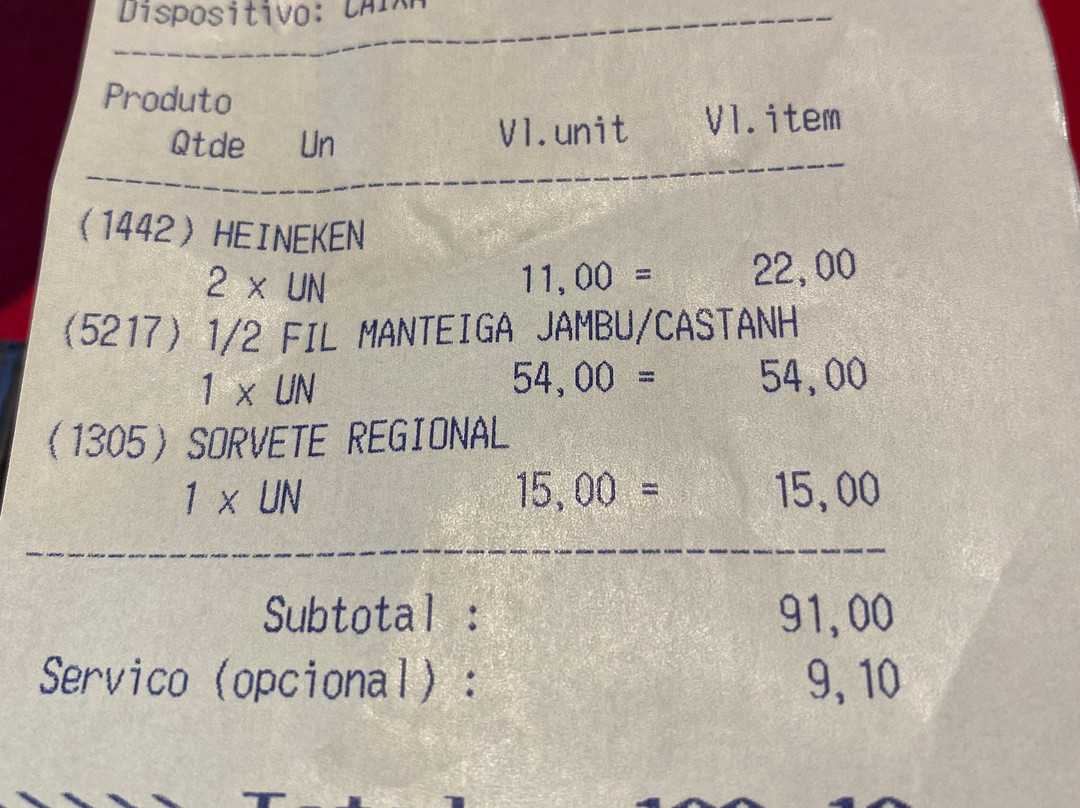 Dispositivo: CAIXA
Produto
Qtde Un Vl.unit Vl.item
(1442) HEINEKEN
2 x UN 11,00 = 22,00
(5217) 1/2 FIL MANTEIGA JAMBU/CASTANH
1 x UN 54,00 = 54,00
(1305) SORVETE REGIONAL
1 x UN 15,00 = 15,00
Subtotal : 91,00
Servico (opcional) : 9,10